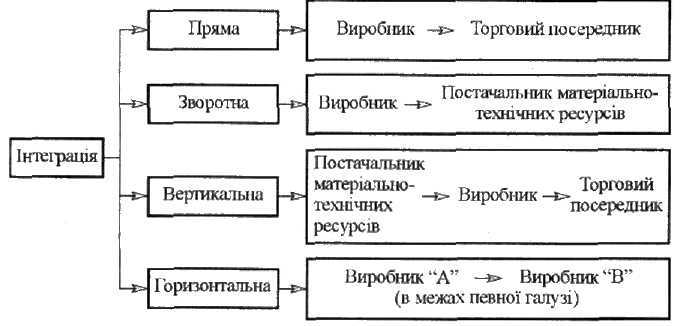 Пряма
Виробник Торговий посередник
Зворотна
Виробник
Постачальник матеріально-
технічних ресурсів
Інтеграція
Вертикальна
Постачальник
матеріально-
технічних
ресурсів
Виробник
Торговий
посередник
Горизонтальна
Виробник “А” Виробник “В”
(в межах певної галузі)